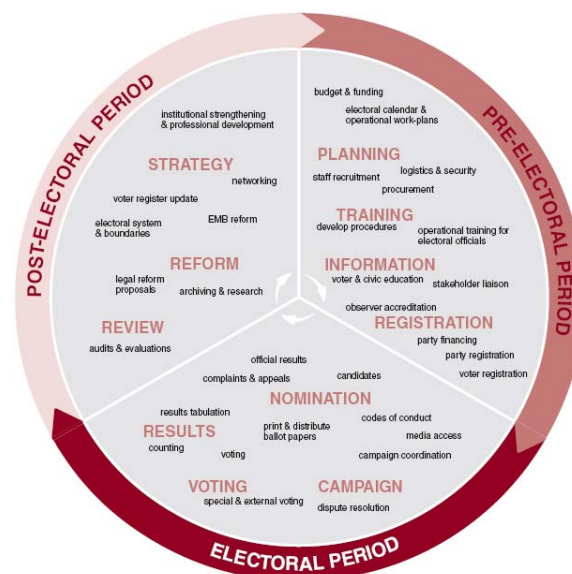 POST-ELECTORAL PERIOD
institutional strengthening
& professional development
STRATEGY
networking
voter register update
electoral system
& boundaries
EMB reform
REFORM
legal reform
proposals
archiving & research
REVIEW
audits & evaluations
PRE-ELECTORAL PERIOD
budget & funding
electoral calendar &
operational work-plans
PLANNING
logistics & security
staff recruitment
procurement
TRAINING
develop procedures
operational training for
electoral officials
INFORMATION
voter & civic education
stakeholder liaison
observer accreditation
REGISTRATION
party financing
party registration
voter registration
official results
complaints & appeals
candidates
NOMINATION
results tabulation
codes of conduct
RESULTS
print & distribute
ballot papers
media access
counting
voting
campaign coordination
VOTING
CAMPAIGN
special & external voting
dispute resolution
ELECTORAL PERIOD